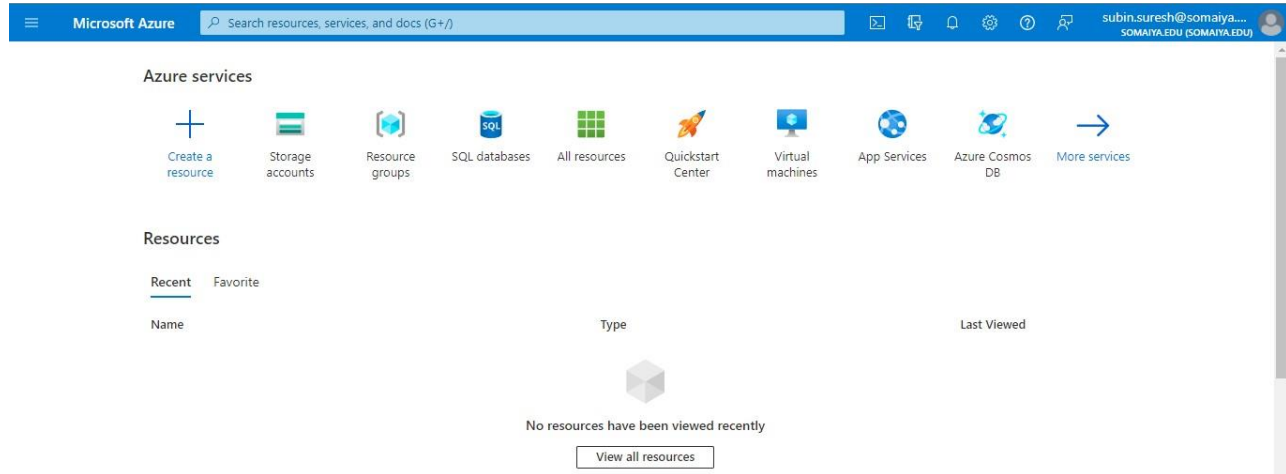 Microsoft Azure
Search resources, services, and docs (G+/)
subin.suresh@somaiya....
SOMAIYA.EDU (SOMAIYA.EDU)
Azure services
Create a
resource
Storage
accounts
Resource
groups
SQL
SQL databases
All resources
Quickstart
Center
Virtual
machines
App Services
Azure Cosmos
DB
More services
Resources
Recent Favorite
Name Type Last Viewed
No resources have been viewed recently
View all resources